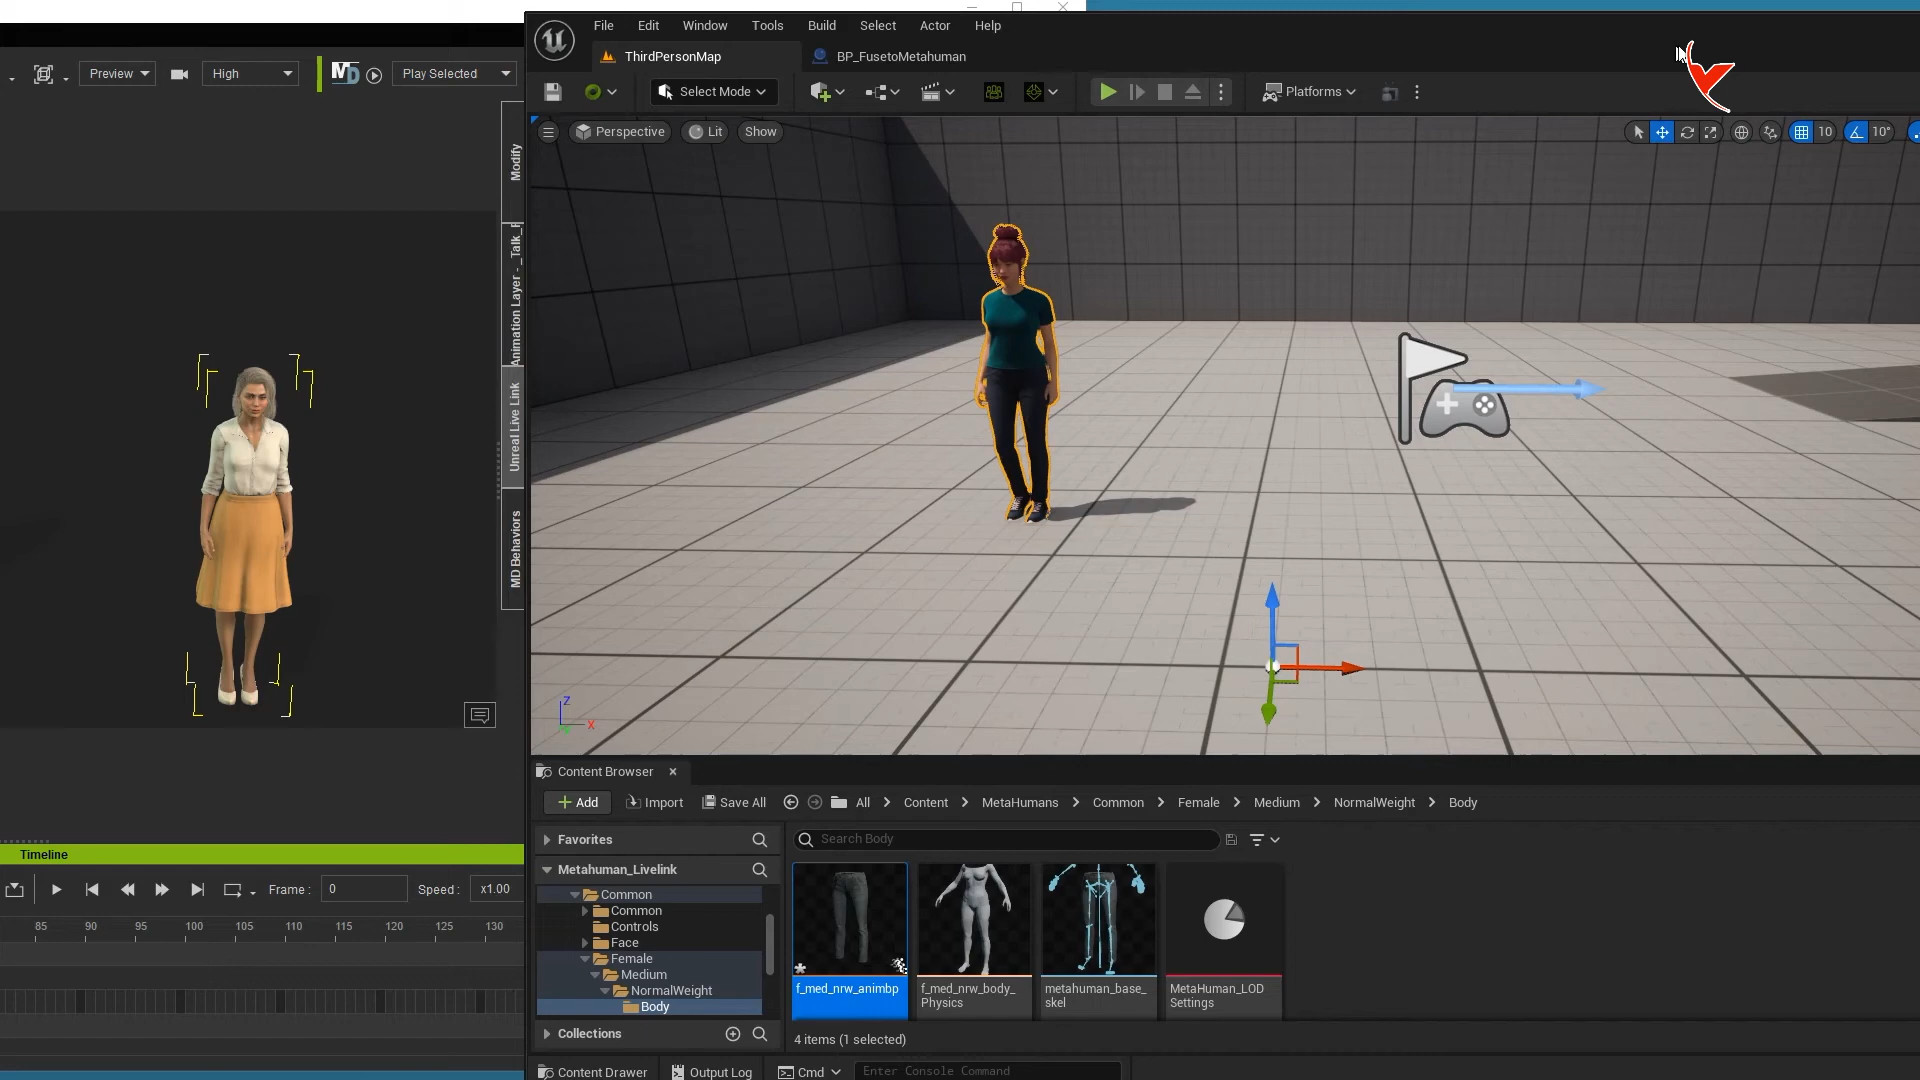 File Edit Window Tools Build Select Actor Help
ThirdPersonMap BP_FusetoMetahuman
Preview High MD Play Selected
Select Mode Platforms
Perspective Lit Show 10 10°
Modify
Animation Layer - _Talk_F
Unreal Live Link
MD Behaviors
Z
X
Content Browser
Add Import Save All All Content MetaHumans Common Female Medium NormalWeight Body
Favorites Search Body
Timeline
Metahuman_Livelink
Frame : 0 Speed : x1.00
Common
Common
Controls
Face
Female
Medium
NormalWeight
Body
85 90 95 100 105 110 115 120 125 130
f_med_nrw_animbp
f_med_nrw_body_
Physics
metahuman_base_
skel
MetaHuman_LOD
Settings
Collections 4 items (1 selected)
Content Drawer Output Log Cmd Enter Console Command